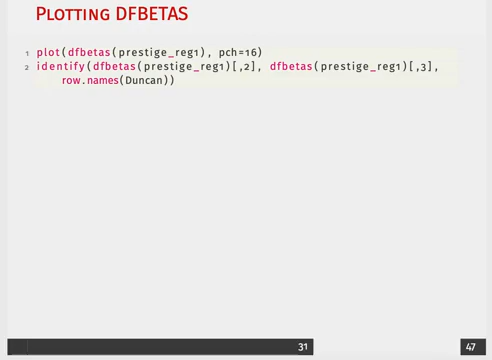 Plotting DFBETAS
1 plot(dfbetas(prestige_reg1), pch=16)
2 identify(dfbetas(prestige_reg1)[,2], dfbetas(prestige_reg1)[,3],
row.names(Duncan))
31
47